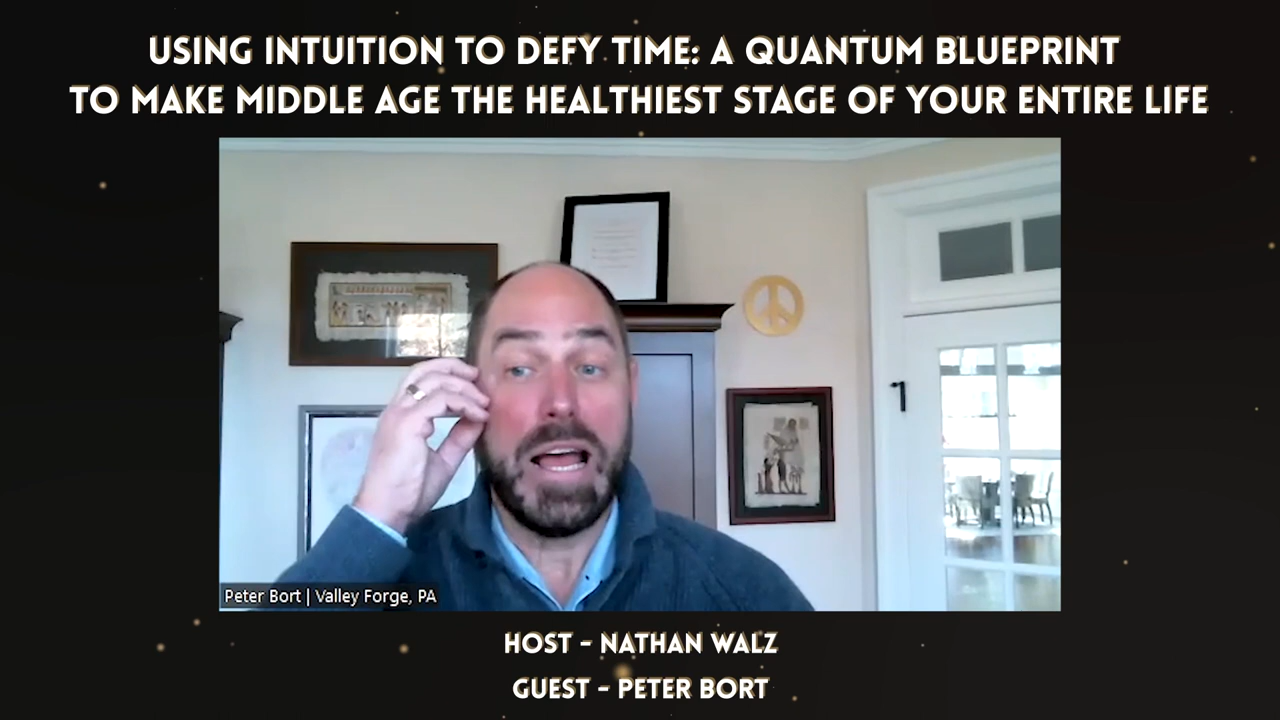 USING INTUITION TO DEFY TIME: A QUANTUM BLUEPRINT
TO MAKE MIDDLE AGE THE HEALTHIEST STAGE OF YOUR ENTIRE LIFE
Peter Bort | Valley Forge, PA
HOST - NATHAN WALZ
GUEST - PETER BORT